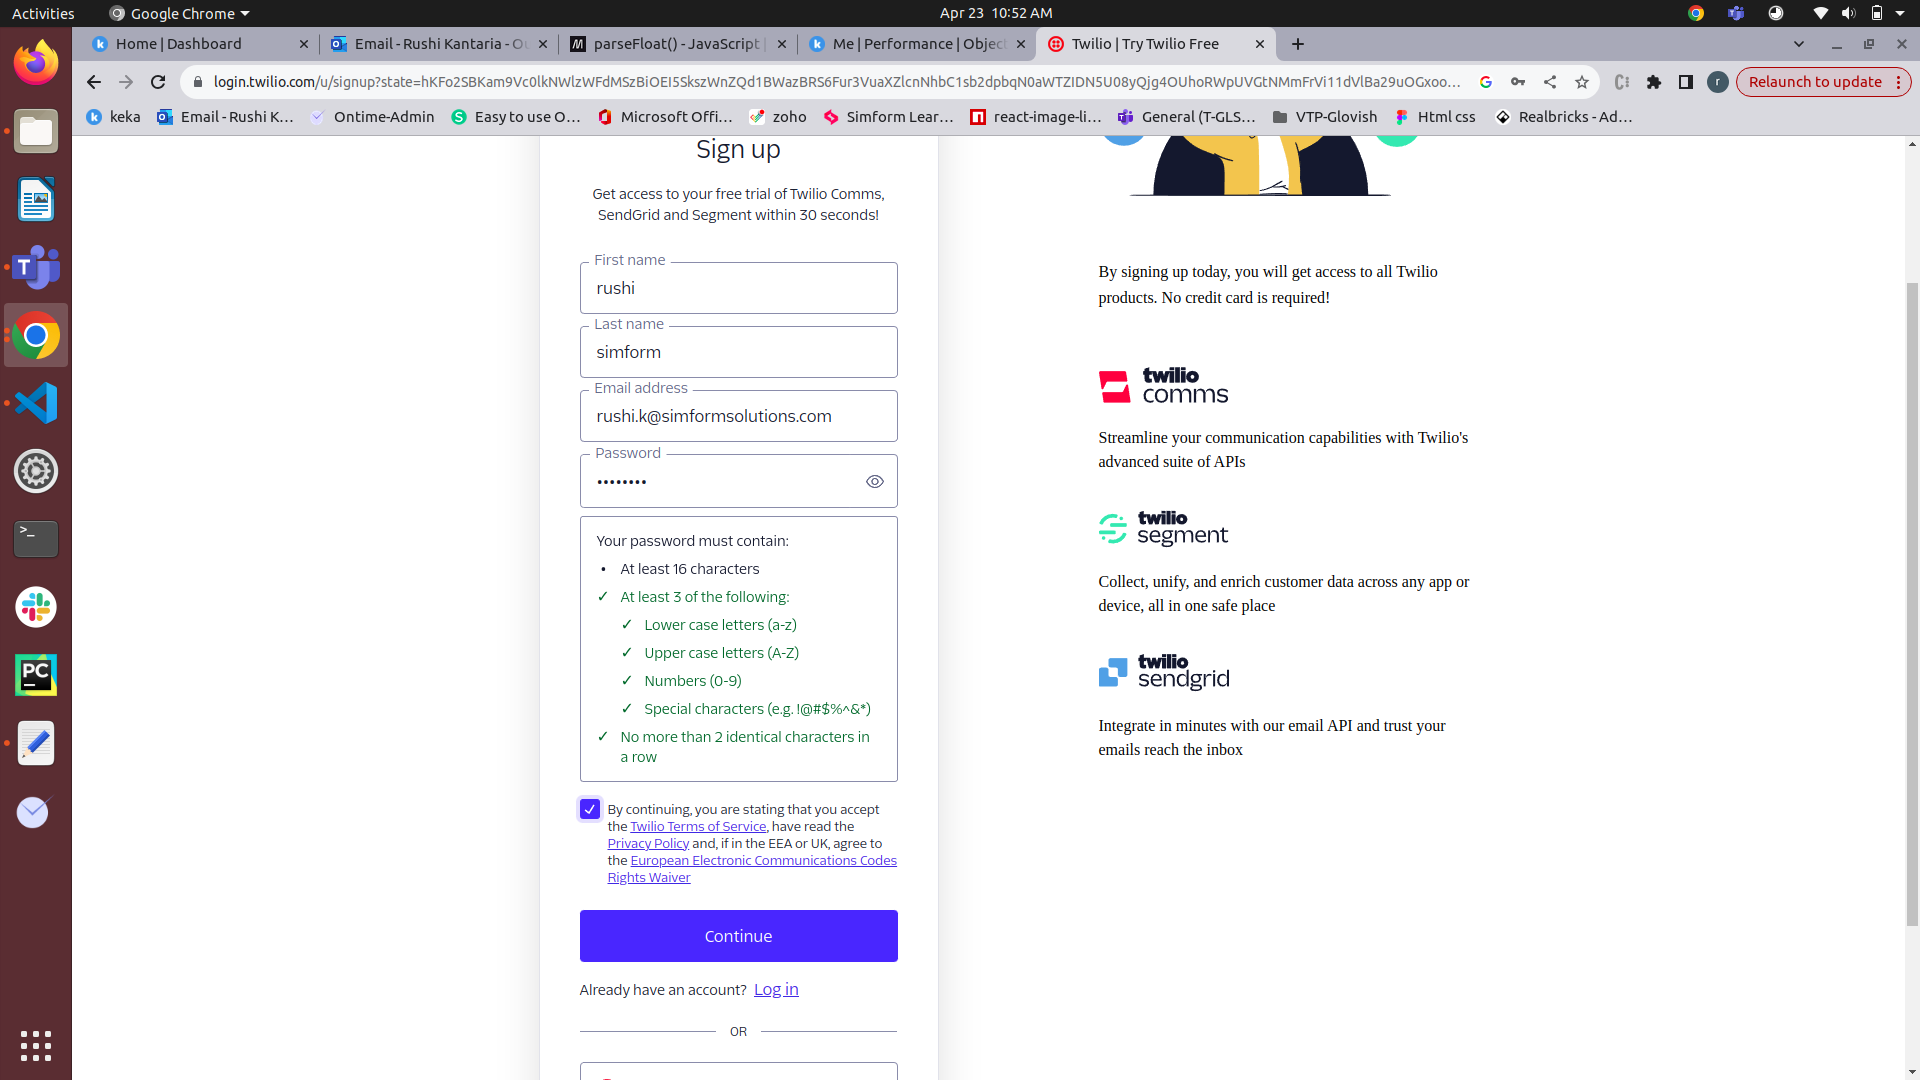 Activities
Google Chrome
Apr 23 10:52 AM
Home | Dashboard
Email - Rushi Kantaria - Ou
parseFloat() - JavaScript |
Me | Performance | Objec
Twilio | Try Twilio Free
login.twilio.com/u/signup?state=hKFo2SBKam9Vc0lkNWlzWFdMSzBiOEI5SkszWnZQd1BWazBRS6Fur3VuaXZlcnNhbC1sb2dpbqN0aWTZIDN5U08yQjg4OUhoRWpUVGtNMmFrVi11dVlBa29uOGxoo...
r
Relaunch to update
keka
Email - Rushi K...
Ontime-Admin
Easy to use O...
Microsoft Offi...
zoho
Simform Lear...
react-image-li...
General (T-GLS...
VTP-Glovish
Html css
Realbricks - Ad...
Sign up
Get access to your free trial of Twilio Comms,
SendGrid and Segment within 30 seconds!
First name
rushi
Last name
simform
Email address
rushi.k@simformsolutions.com
Password
••••••••
Your password must contain:
• At least 16 characters
✓ At least 3 of the following:
✓ Lower case letters (a-z)
✓ Upper case letters (A-Z)
✓ Numbers (0-9)
✓ Special characters (e.g. !@#$%^&*)
✓ No more than 2 identical characters in
a row
By continuing, you are stating that you accept
the Twilio Terms of Service, have read the
Privacy Policy and, if in the EEA or UK, agree to
the European Electronic Communications Codes
Rights Waiver
Continue
Already have an account? Log in
OR
By signing up today, you will get access to all Twilio
products. No credit card is required!
twilio
comms
Streamline your communication capabilities with Twilio's
advanced suite of APIs
twilio
segment
Collect, unify, and enrich customer data across any app or
device, all in one safe place
twilio
sendgrid
Integrate in minutes with our email API and trust your
emails reach the inbox